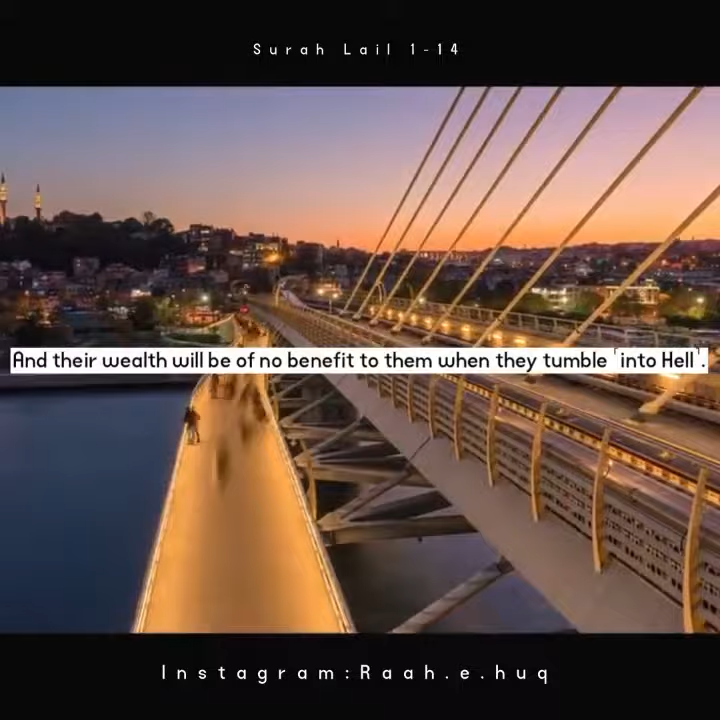 Surah Lail 1-14
And their wealth will be of no benefit to them when they tumble ˹into Hell˺.
Instagram:Raah.e.huq